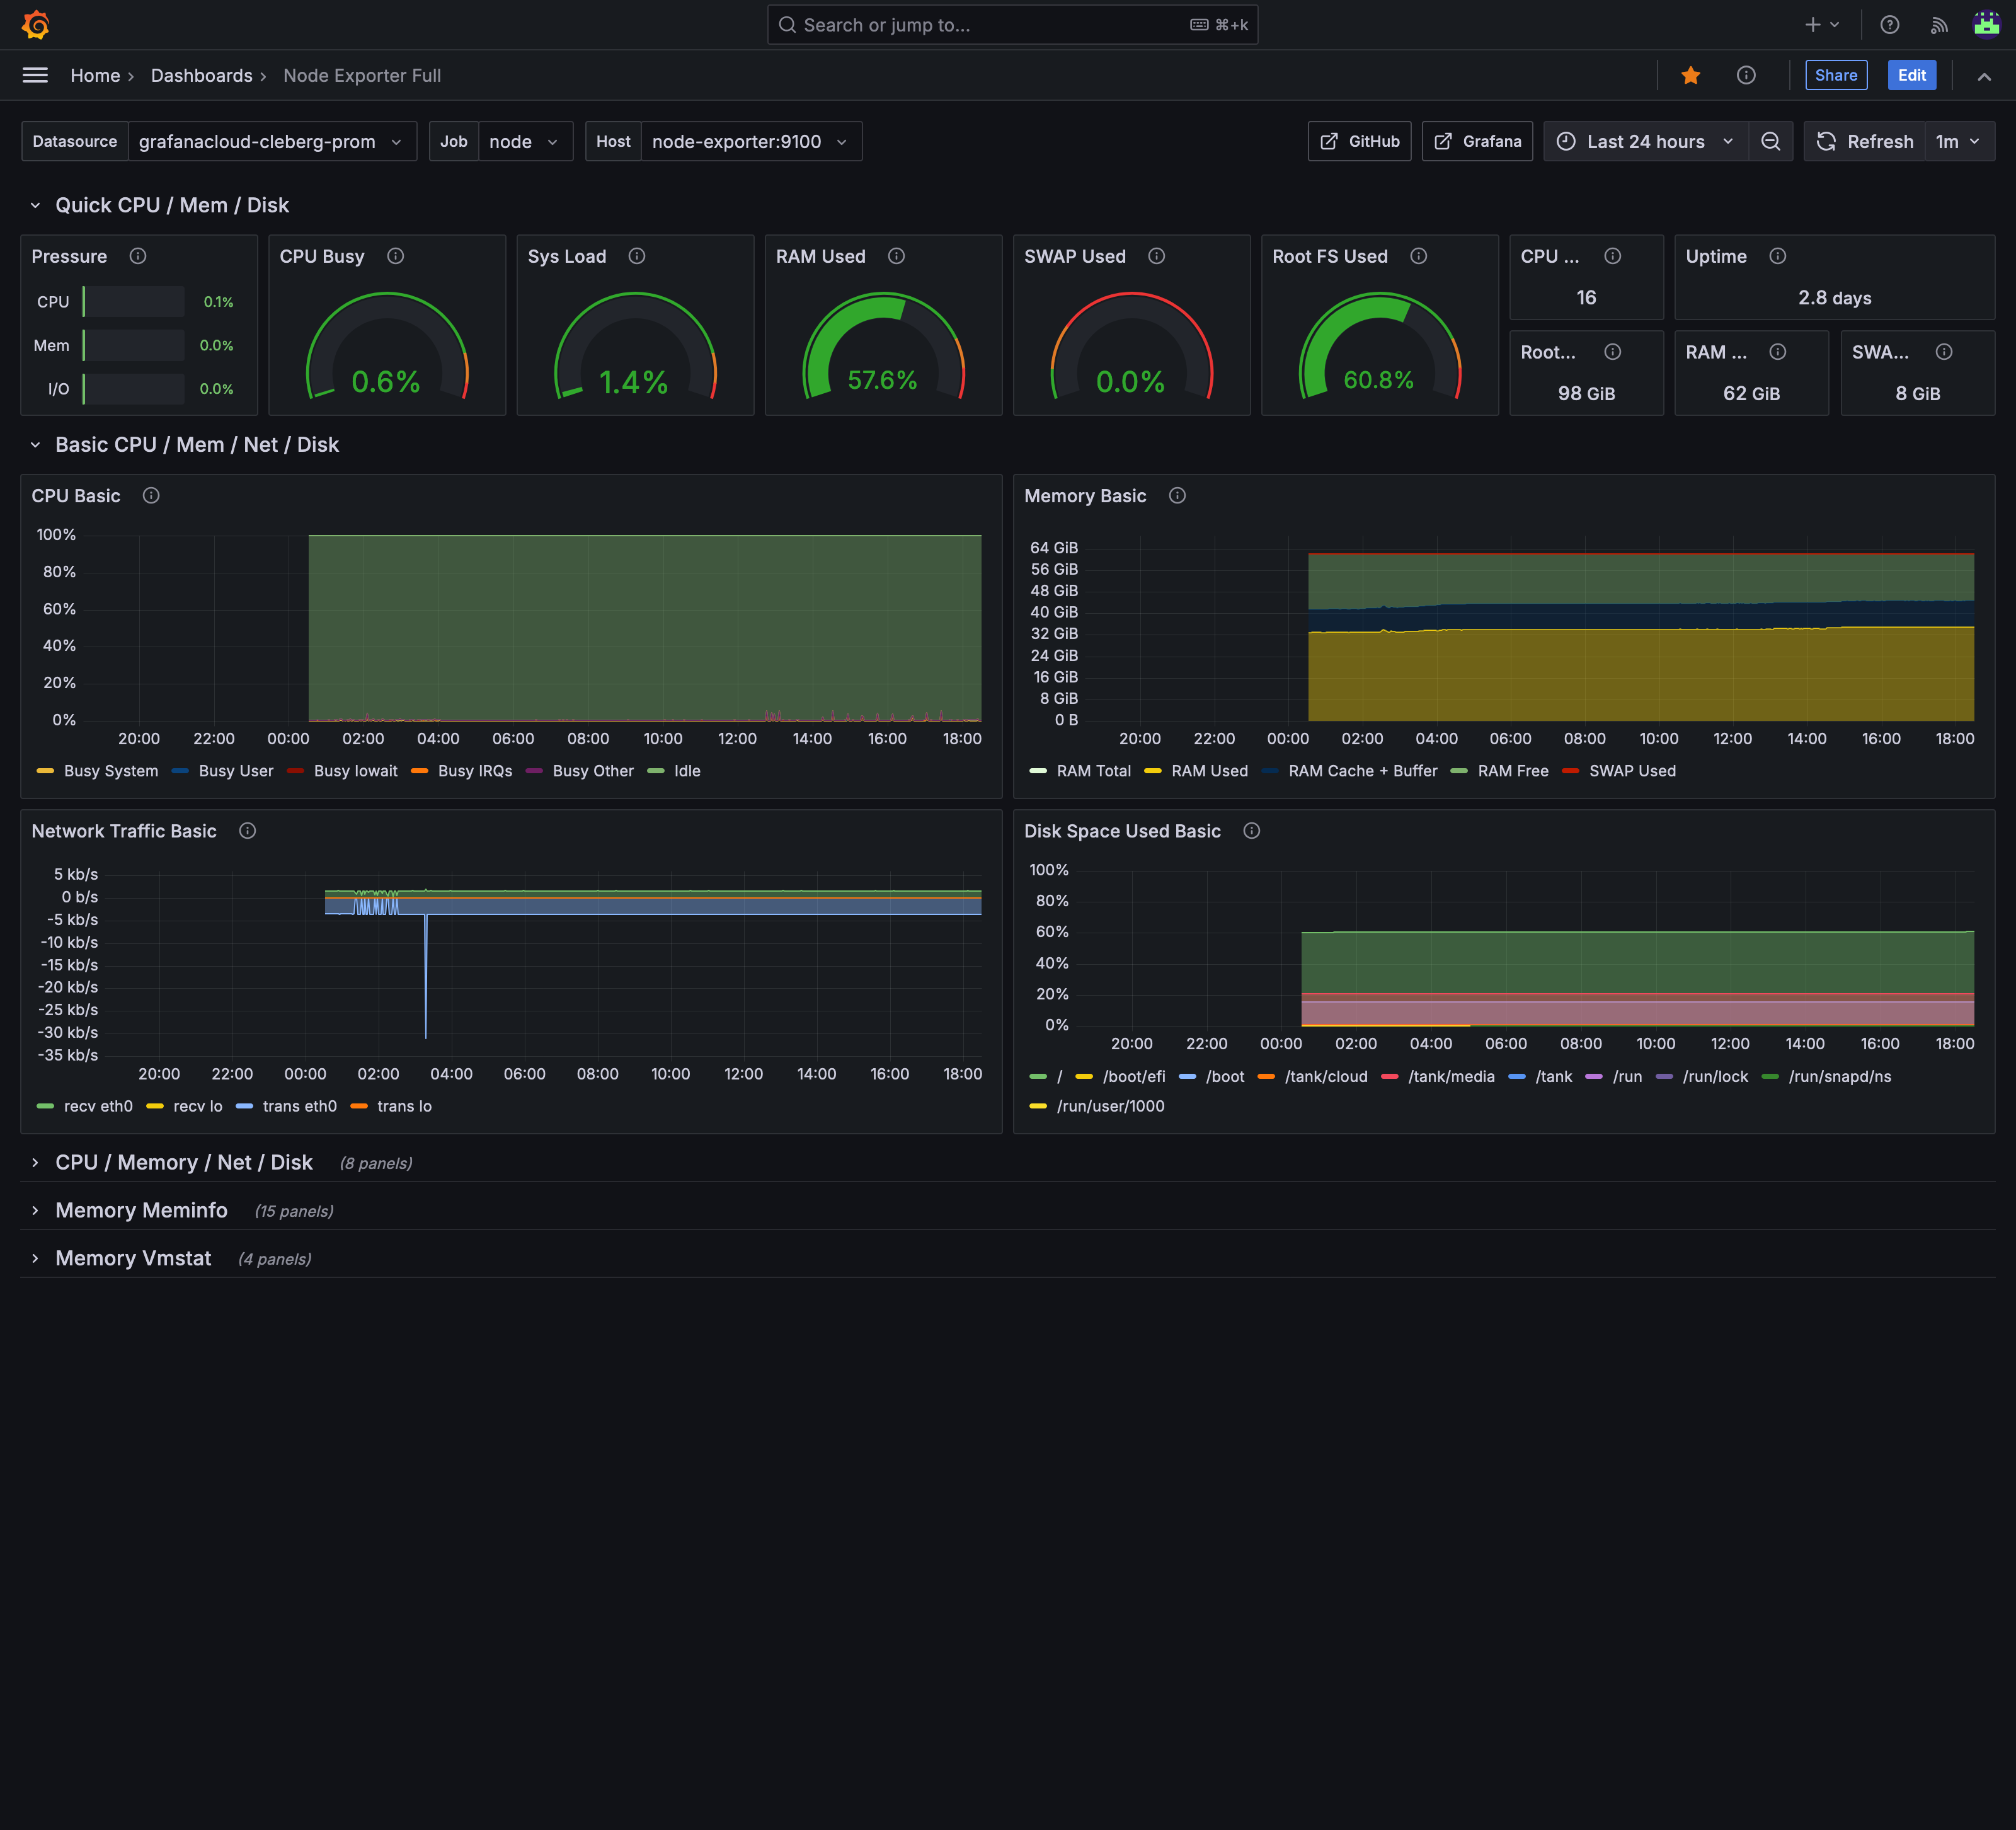 Search or jump to... ⌘+k
Home › Dashboards › Node Exporter Full Share Edit
Datasource grafanacloud-cleberg-prom Job node Host node-exporter:9100 GitHub Grafana Last 24 hours Refresh 1m
Quick CPU / Mem / Disk
Pressure
CPU 0.1%
Mem 0.0%
I/O 0.0%
CPU Busy
0.6%
Sys Load
1.4%
RAM Used
57.6%
SWAP Used
0.0%
Root FS Used
60.8%
CPU ...
16
Uptime
2.8 days
Root...
98 GiB
RAM ...
62 GiB
SWA...
8 GiB
Basic CPU / Mem / Net / Disk
CPU Basic
100%
80%
60%
40%
20%
0%
20:00 22:00 00:00 02:00 04:00 06:00 08:00 10:00 12:00 14:00 16:00 18:00
Busy System Busy User Busy Iowait Busy IRQs Busy Other Idle
Memory Basic
64 GiB
56 GiB
48 GiB
40 GiB
32 GiB
24 GiB
16 GiB
8 GiB
0 B
20:00 22:00 00:00 02:00 04:00 06:00 08:00 10:00 12:00 14:00 16:00 18:00
RAM Total RAM Used RAM Cache + Buffer RAM Free SWAP Used
Network Traffic Basic
5 kb/s
0 b/s
-5 kb/s
-10 kb/s
-15 kb/s
-20 kb/s
-25 kb/s
-30 kb/s
-35 kb/s
20:00 22:00 00:00 02:00 04:00 06:00 08:00 10:00 12:00 14:00 16:00 18:00
recv eth0 recv lo trans eth0 trans lo
Disk Space Used Basic
100%
80%
60%
40%
20%
0%
20:00 22:00 00:00 02:00 04:00 06:00 08:00 10:00 12:00 14:00 16:00 18:00
/ /boot/efi /boot /tank/cloud /tank/media /tank /run /run/lock /run/snapd/ns
/run/user/1000
CPU / Memory / Net / Disk (8 panels)
Memory Meminfo (15 panels)
Memory Vmstat (4 panels)